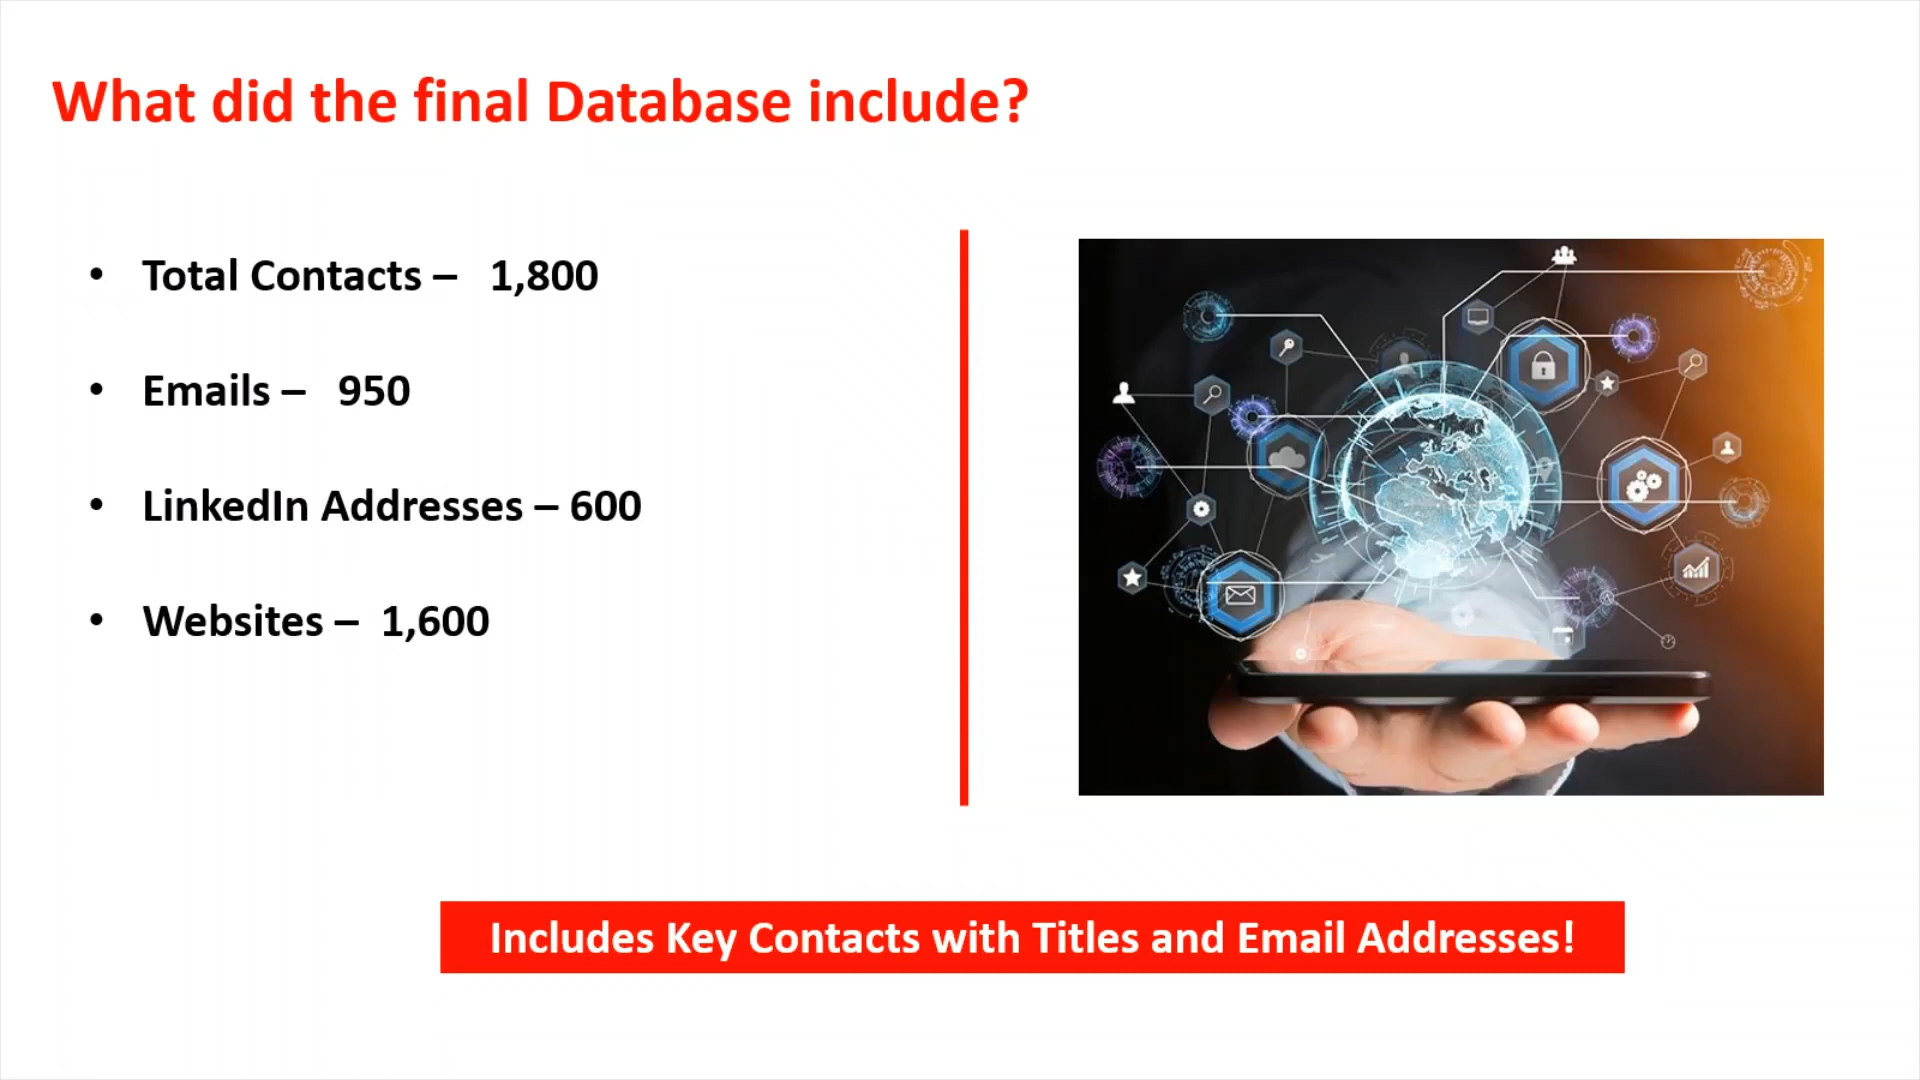 What did the final Database include?
• Total Contacts – 1,800
• Emails – 950
• LinkedIn Addresses – 600
• Websites – 1,600
Includes Key Contacts with Titles and Email Addresses!